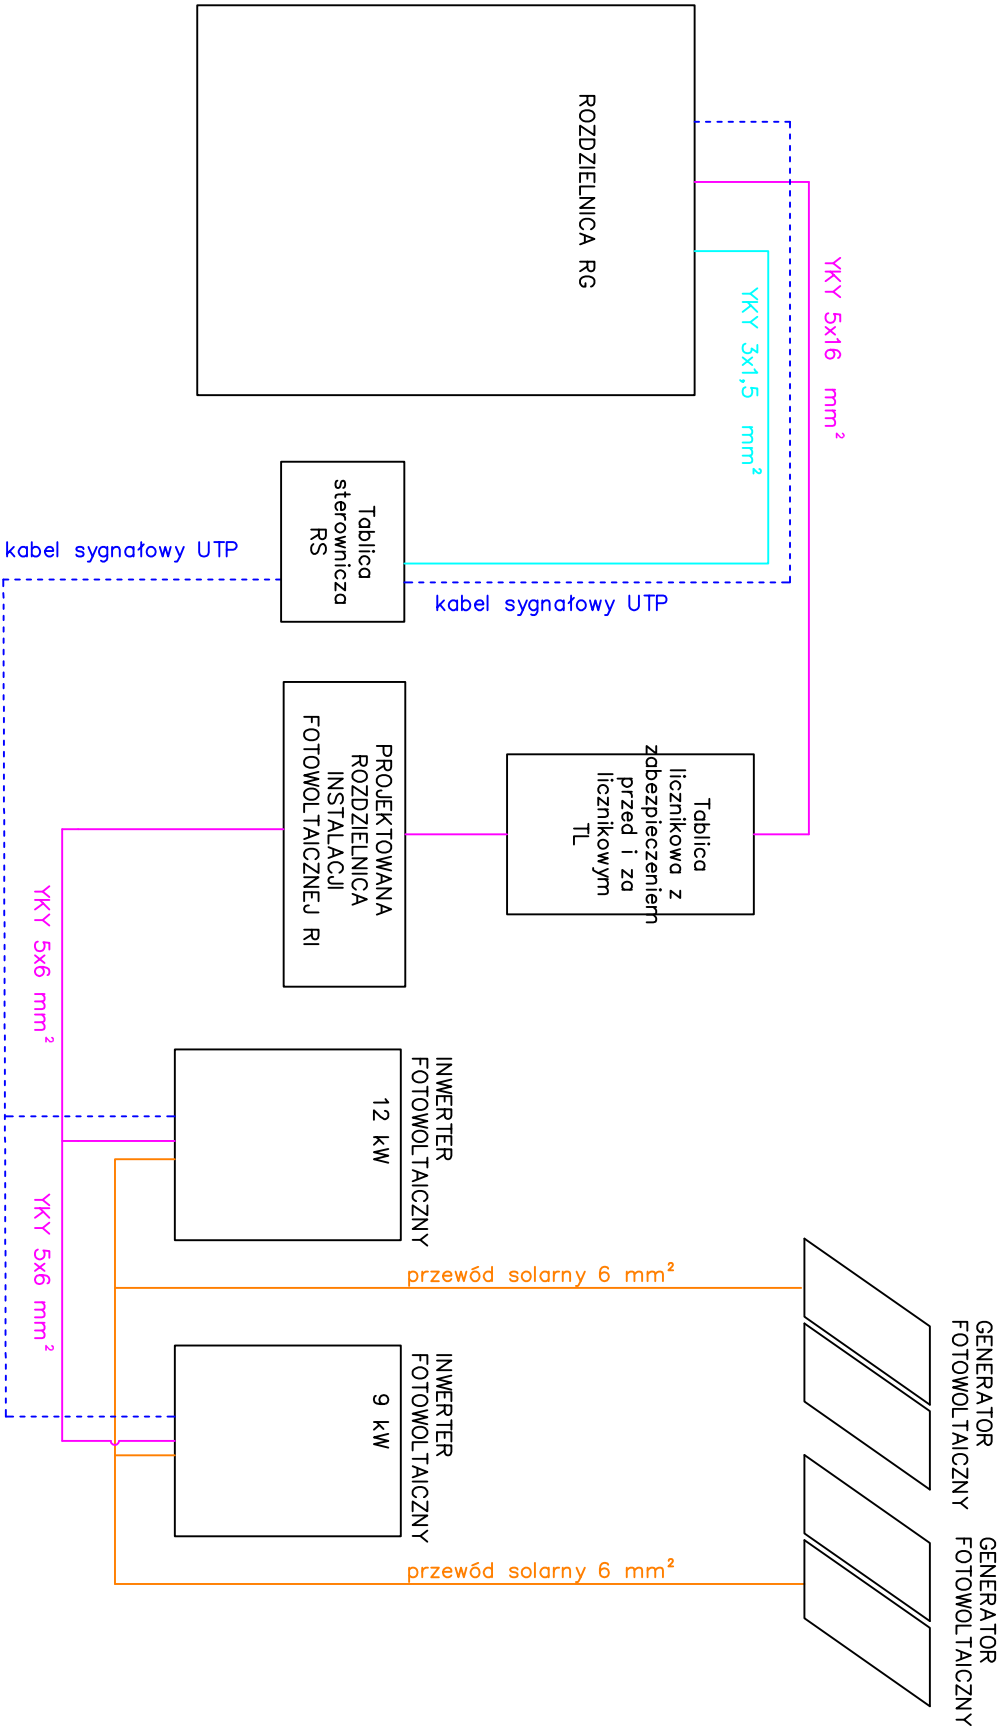 ROZDZIELNICA RG
YKY 5x16 mm²
YKY 3x1,5 mm²
Tablica
sterownicza
RS
kabel sygnałowy UTP
kabel sygnałowy UTP
PROJEKTOWANA
ROZDZIELNICA
INSTALACJI
FOTOWOLTAICZNEJ RI
Tablica
licznikowa z
zabezpieczeniem
przed i za
licznikowym
TL
YKY 5x6 mm²
INWERTER
FOTOWOLTAICZNY
12 kW
YKY 5x6 mm²
przewód solarny 6 mm²
INWERTER
FOTOWOLTAICZNY
9 kW
przewód solarny 6 mm²
GENERATOR
FOTOWOLTAICZNY
GENERATOR
FOTOWOLTAICZNY